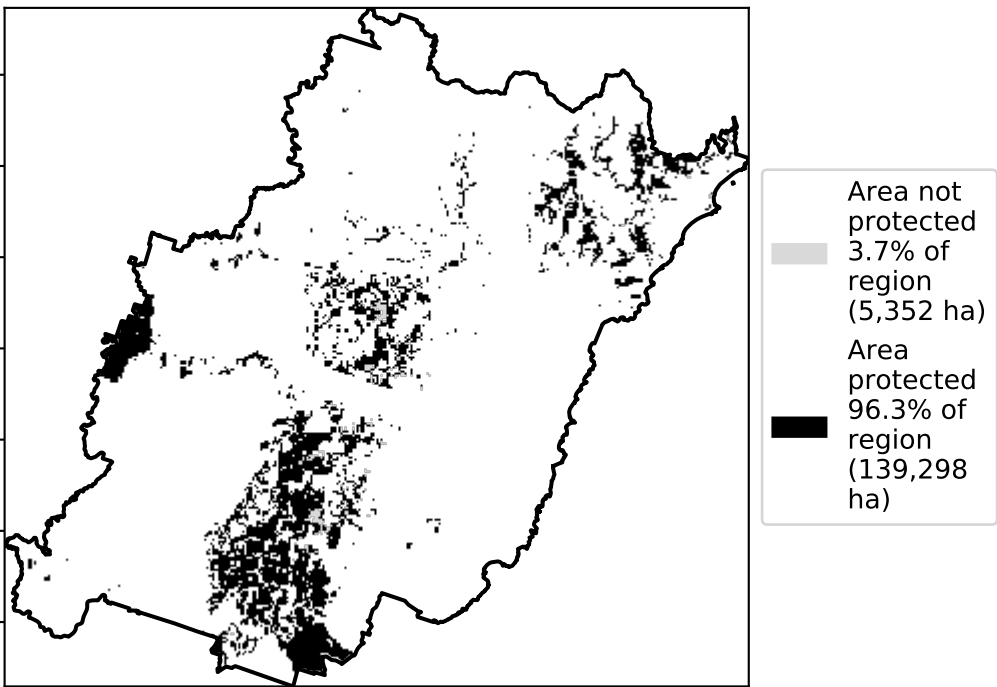 Area not
protected
3.7% of
region
(5,352 ha)
Area
protected
96.3% of
region
(139,298
ha)